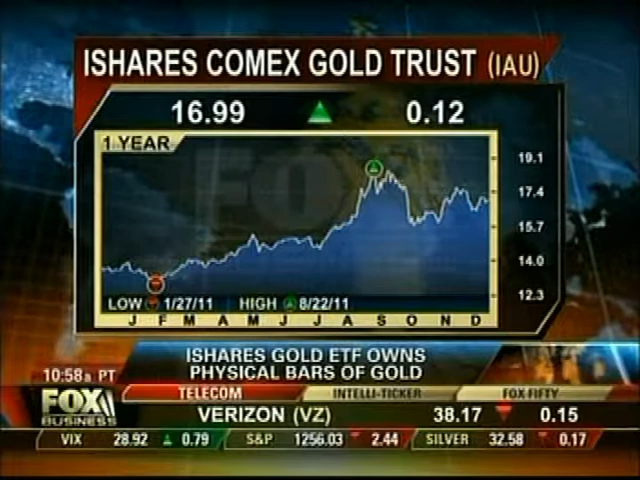 ISHARES COMEX GOLD TRUST (IAU)
16.99 0.12
1 YEAR
19.1
17.4
15.7
14.0
12.3
LOW 1/27/11 HIGH 8/22/11
J F M A M J J A S O N D
ISHARES GOLD ETF OWNS
PHYSICAL BARS OF GOLD
10:58a PT
TELECOM INTELLI-TICKER FOX FIFTY
FOX
BUSINESS
VERIZON (VZ) 38.17 0.15
VIX 28.92 0.79 S&P 1256.03 2.44 SILVER 32.58 0.17